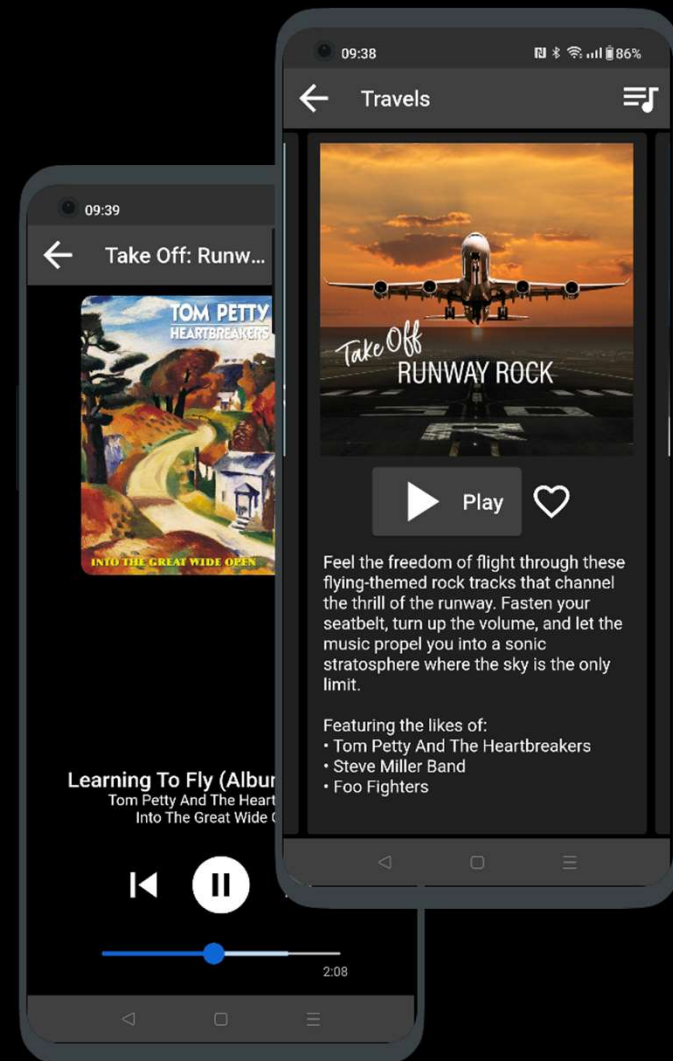 09:38
86%
Travels
Take Off
RUNWAY ROCK
Play
Feel the freedom of flight through these
flying-themed rock tracks that channel
the thrill of the runway. Fasten your
seatbelt, turn up the volume, and let the
music propel you into a sonic
stratosphere where the sky is the only
limit.
Featuring the likes of:
• Tom Petty And The Heartbreakers
• Steve Miller Band
• Foo Fighters
09:39
Take Off: Runw...
TOM PETTY
HEARTBREAKERS
INTO THE GREAT WIDE OPEN
Learning To Fly (Albu
Tom Petty And The Heart
Into The Great Wide
2:08